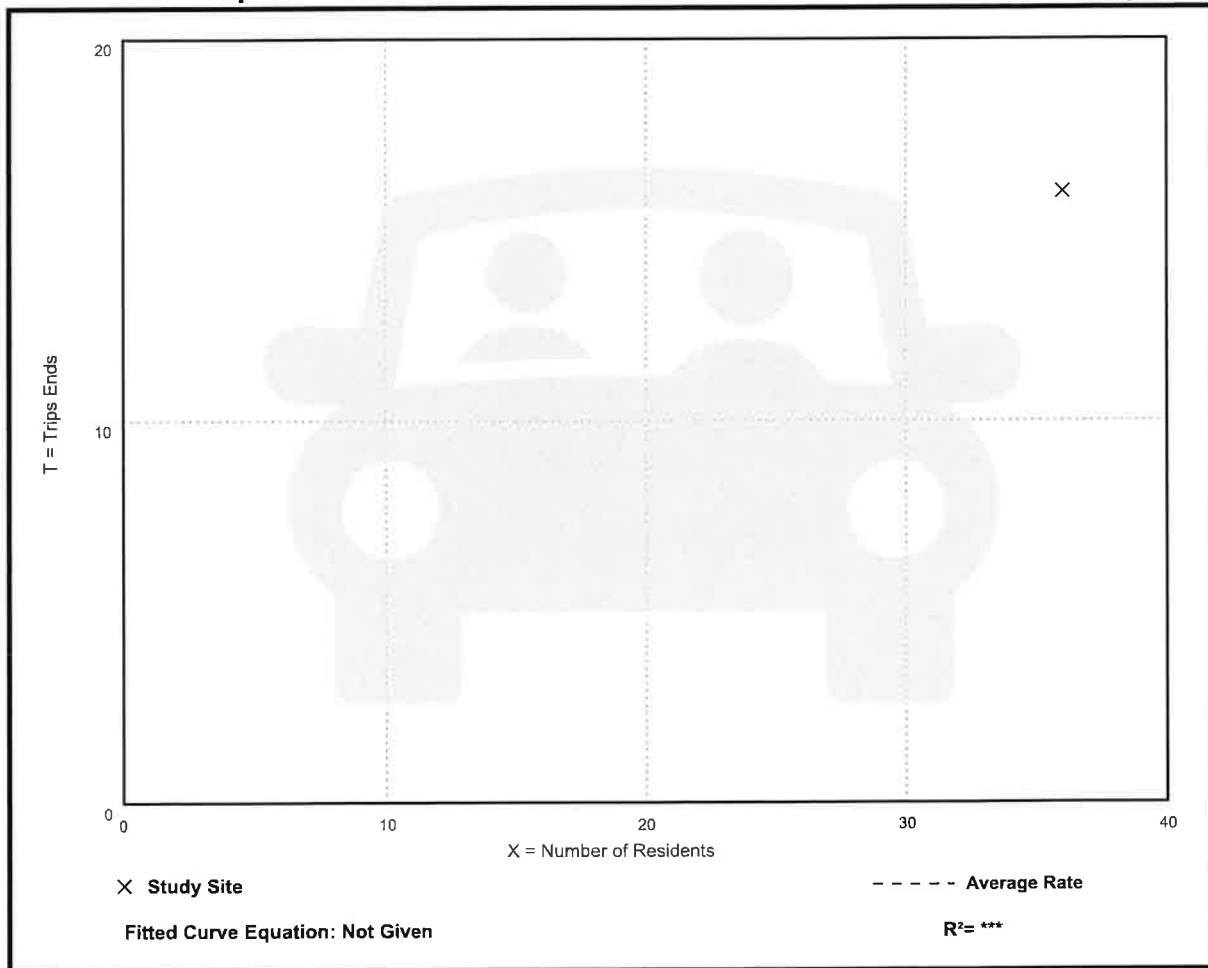 20
10
0
T = Trips Ends
0 10 20 30 40
X = Number of Residents
× Study Site
- - - - - - Average Rate
Fitted Curve Equation: Not Given
R²= ***